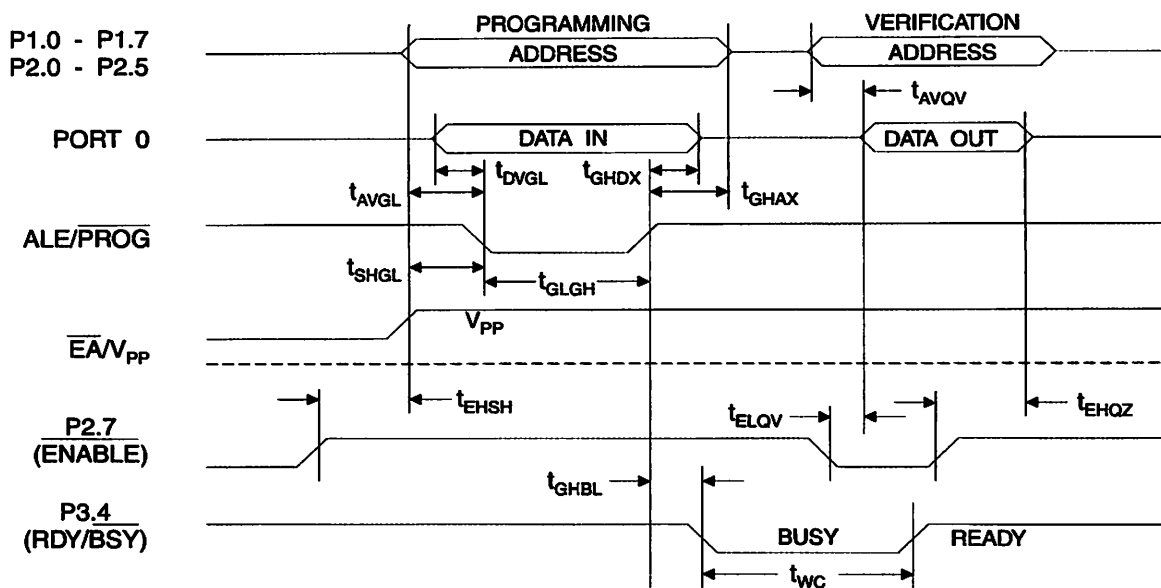 PROGRAMMING
VERIFICATION
P1.0 - P1.7
P2.0 - P2.5
ADDRESS
ADDRESS
tAVQV
PORT 0
DATA IN
DATA OUT
tDVGL
tGHDX
tAVGL
tGHAX
ALE/PROG
tSHGL
tGLGH
VPP
EA/VPP
tEHSH
tELQV
tEHQZ
P2.7
(ENABLE)
tGHBL
P3.4
(RDY/BSY)
BUSY
READY
tWC